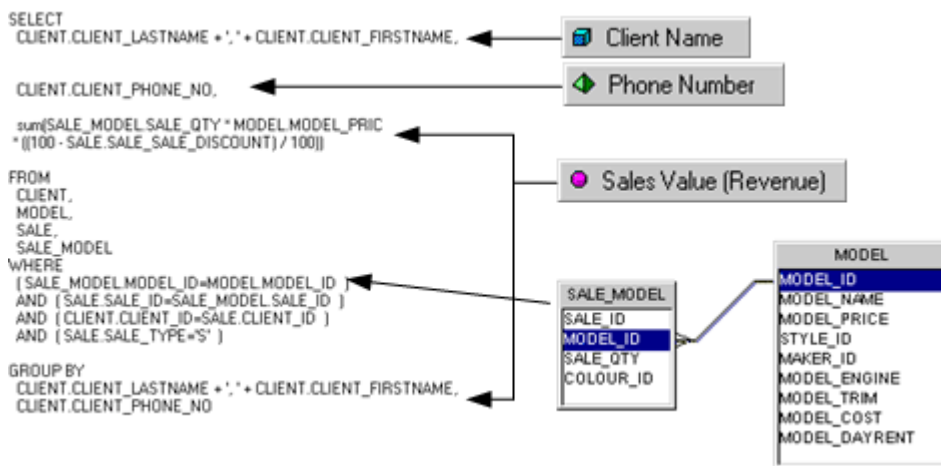 SELECT
CLIENT.CLIENT_LASTNAME + ', ' + CLIENT.CLIENT_FIRSTNAME,
CLIENT.CLIENT_PHONE_NO,
sum(SALE_MODEL.SALE_QTY * MODEL.MODEL_PRIC
* ((100 - SALE.SALE_SALE_DISCOUNT) / 100))
FROM
CLIENT,
MODEL,
SALE,
SALE_MODEL
WHERE
( SALE_MODEL.MODEL_ID=MODEL.MODEL_ID )
AND ( SALE.SALE_ID=SALE_MODEL.SALE_ID )
AND ( CLIENT.CLIENT_ID=SALE.CLIENT_ID )
AND ( SALE.SALE_TYPE='S' )
GROUP BY
CLIENT.CLIENT_LASTNAME + ', ' + CLIENT.CLIENT_FIRSTNAME,
CLIENT.CLIENT_PHONE_NO
Client Name
Phone Number
Sales Value (Revenue)
SALE_MODEL
SALE_ID
MODEL_ID
SALE_QTY
COLOUR_ID
MODEL
MODEL_ID
MODEL_NAME
MODEL_PRICE
STYLE_ID
MAKER_ID
MODEL_ENGINE
MODEL_TRIM
MODEL_COST
MODEL_DAYRENT